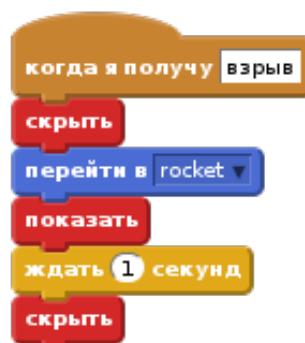 когда я получу взрыв
скрыть
перейти в rocket
показать
ждать 1 секунд
скрыть